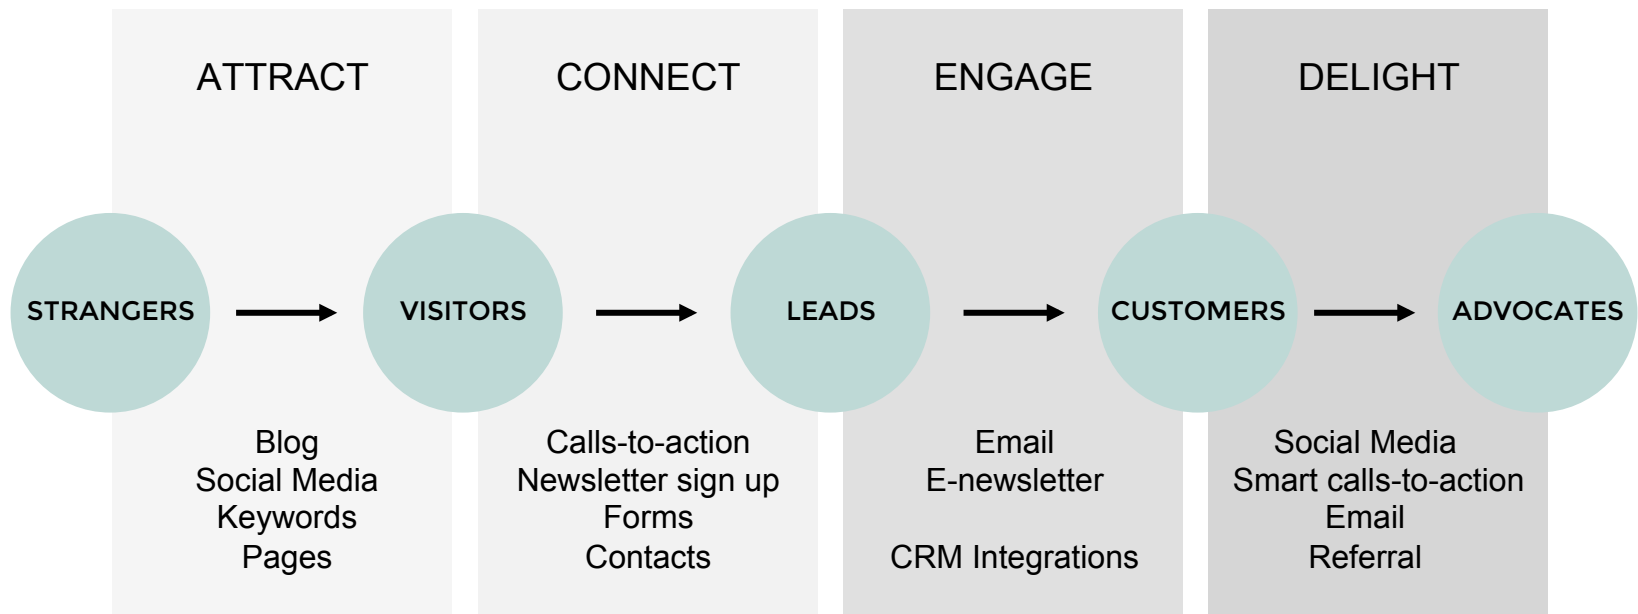 ATTRACT
CONNECT
ENGAGE
DELIGHT
STRANGERS
VISITORS
LEADS
CUSTOMERS
ADVOCATES
Blog
Social Media
Keywords
Pages
Calls-to-action
Newsletter sign up
Forms
Contacts
Email
E-newsletter
CRM Integrations
Social Media
Smart calls-to-action
Email
Referral